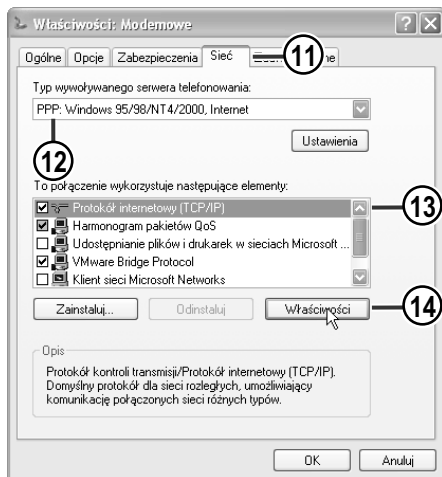 Właściwości: Modemowe
Ogólne Opcje Zabezpieczenia Sieć 11
Typ wywoływanego serwera telefonowania:
PPP: Windows 95/98/NT4/2000, Internet
12
Ustawienia
To połączenie wykorzystuje następujące elementy:
Protokół internetowy (TCP/IP) 13
Harmonogram pakietów QoS
Udostępnianie plików i drukarek w sieciach Microsoft ...
VMware Bridge Protocol
Klient sieci Microsoft Networks
Zainstaluj... Odinstaluj Właściwości 14
Opis
Protokół kontroli transmisji/Protokół internetowy (TCP/IP).
Domyślny protokół dla sieci rozległych, umożliwiający
komunikację połączonych sieci różnych typów.
OK Anuluj